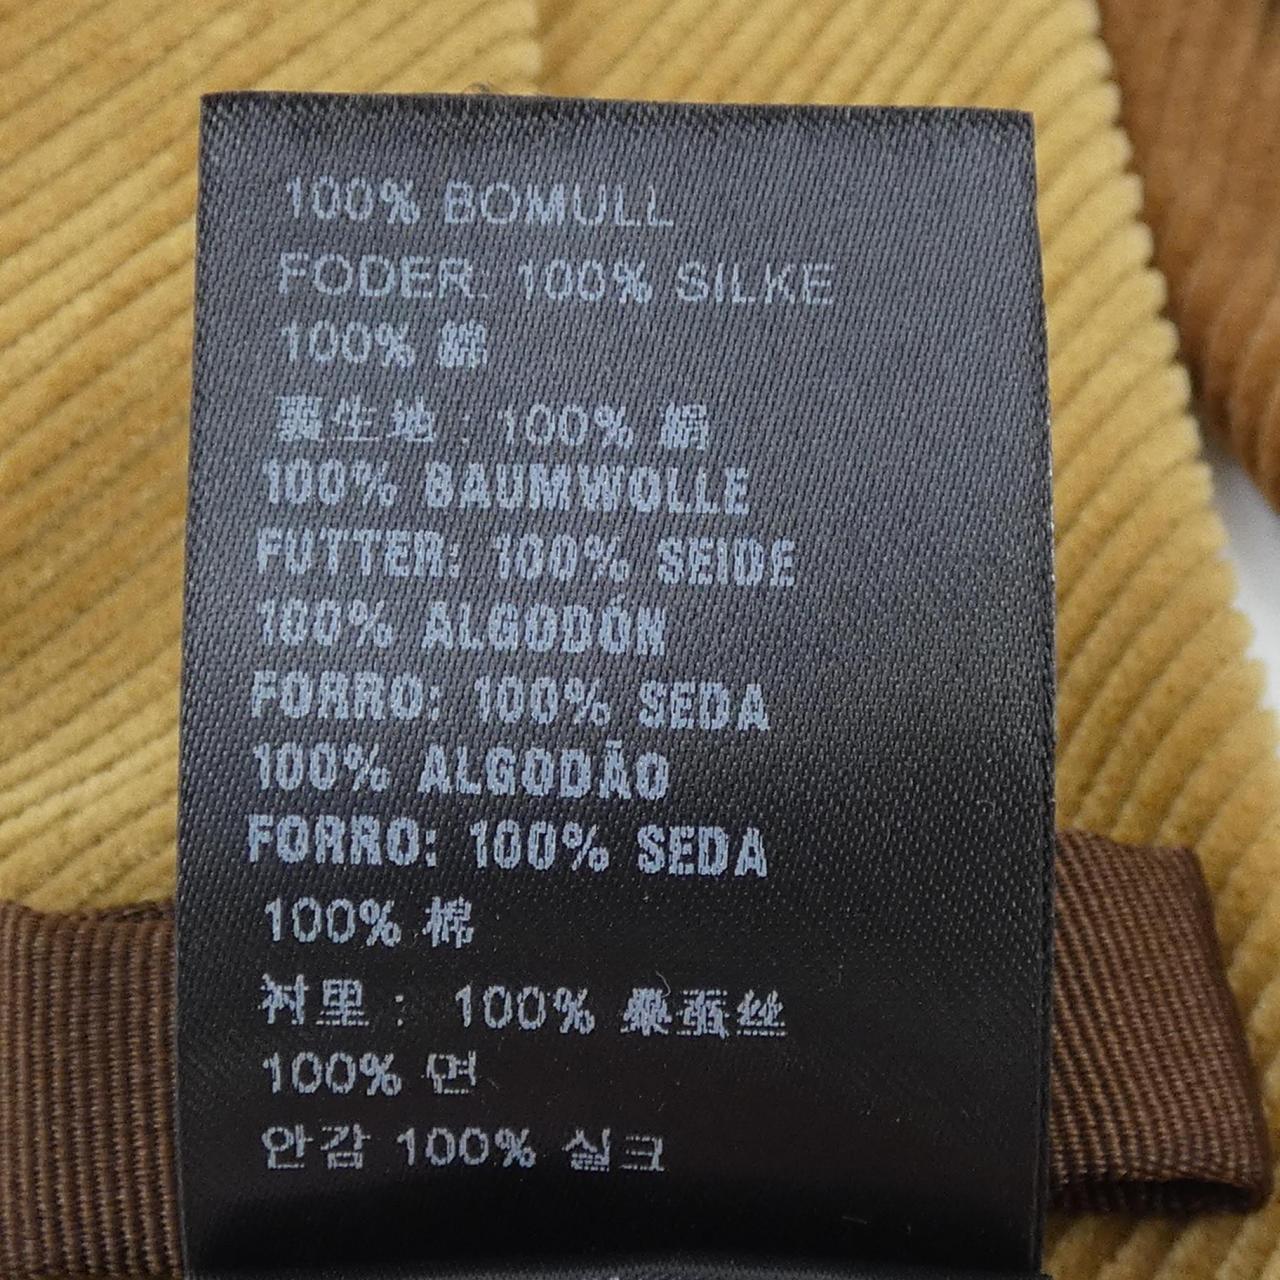 100% BOMULL
FODER: 100% SILKE
100% 綿
裏生地 : 100% 絹
100% BAUMWOLLE
FUTTER: 100% SEIDE
100% ALGODÓN
FORRO: 100% SEDA
100% ALGODÃO
FORRO: 100% SEDA
100% 棉
衬里 : 100% 桑蚕丝
100% 면
안감 100% 실크